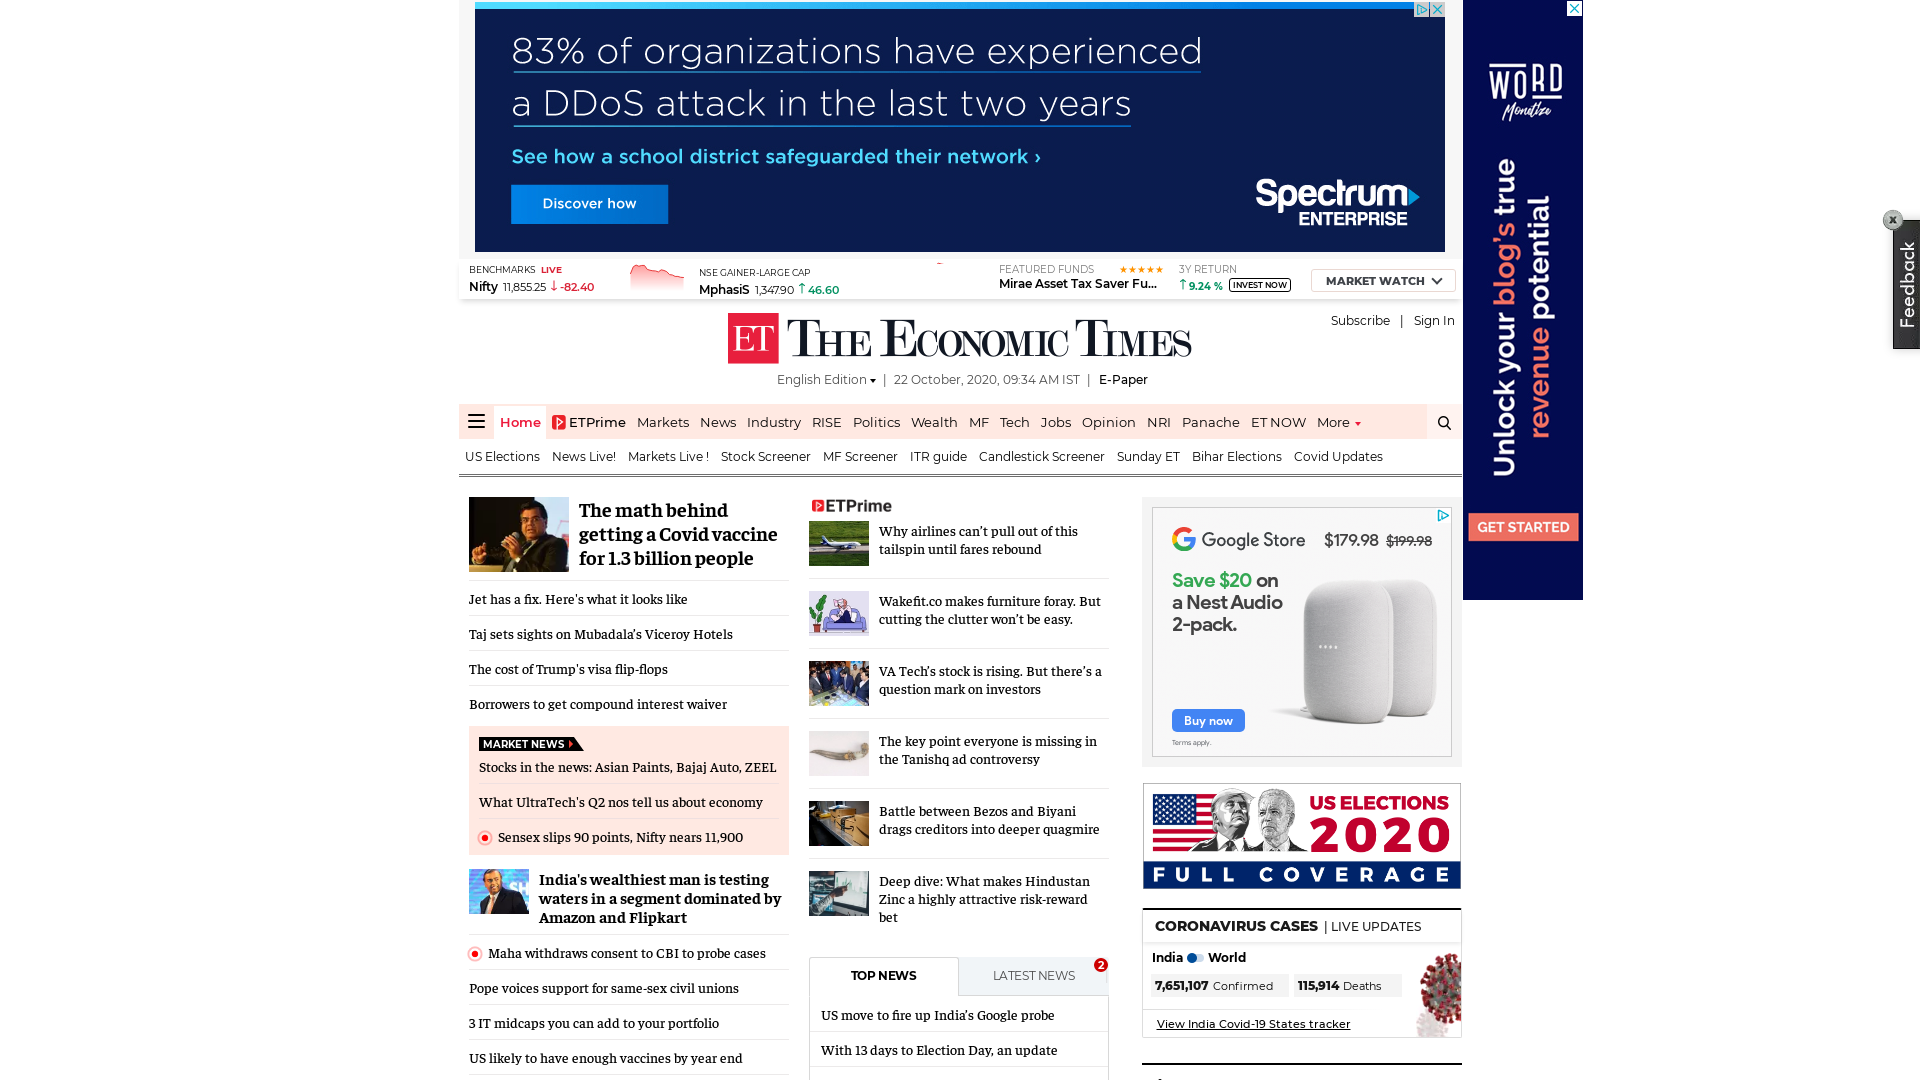 83% of organizations have experienced
a DDoS attack in the last two years
See how a school district safeguarded their network ›
Discover how
Spectrum
ENTERPRISE
WORD
Monetize
Unlock your blog's true
revenue potential
GET STARTED
x
Feedback
BENCHMARKS LIVE
Nifty 11,855.25 -82.40
NSE GAINER-LARGE CAP
MphasiS 1,347.90 46.60
FEATURED FUNDS ★★★★★
Mirae Asset Tax Saver Fu...
3Y RETURN
9.24 % INVEST NOW
MARKET WATCH
Subscribe | Sign In
ET THE ECONOMIC TIMES
English Edition | 22 October, 2020, 09:34 AM IST | E-Paper
Home ETPrime Markets News Industry RISE Politics Wealth MF Tech Jobs Opinion NRI Panache ET NOW More
US Elections News Live! Markets Live ! Stock Screener MF Screener ITR guide Candlestick Screener Sunday ET Bihar Elections Covid Updates
The math behind
getting a Covid vaccine
for 1.3 billion people
Jet has a fix. Here's what it looks like
Taj sets sights on Mubadala's Viceroy Hotels
The cost of Trump's visa flip-flops
Borrowers to get compound interest waiver
MARKET NEWS
Stocks in the news: Asian Paints, Bajaj Auto, ZEEL
What UltraTech's Q2 nos tell us about economy
Sensex slips 90 points, Nifty nears 11,900
India's wealthiest man is testing
waters in a segment dominated by
Amazon and Flipkart
Maha withdraws consent to CBI to probe cases
Pope voices support for same-sex civil unions
3 IT midcaps you can add to your portfolio
US likely to have enough vaccines by year end
ETPrime
Why airlines can't pull out of this
tailspin until fares rebound
Wakefit.co makes furniture foray. But
cutting the clutter won't be easy.
VA Tech's stock is rising. But there's a
question mark on investors
The key point everyone is missing in
the Tanishq ad controversy
Battle between Bezos and Biyani
drags creditors into deeper quagmire
Deep dive: What makes Hindustan
Zinc a highly attractive risk-reward
bet
TOP NEWS LATEST NEWS 2
US move to fire up India's Google probe
With 13 days to Election Day, an update
Google Store $179.98 $199.98
Save $20 on
a Nest Audio
2-pack.
Buy now
Terms apply.
US ELECTIONS
2020
FULL COVERAGE
CORONAVIRUS CASES | LIVE UPDATES
India World
7,651,107 Confirmed 115,914 Deaths
View India Covid-19 States tracker